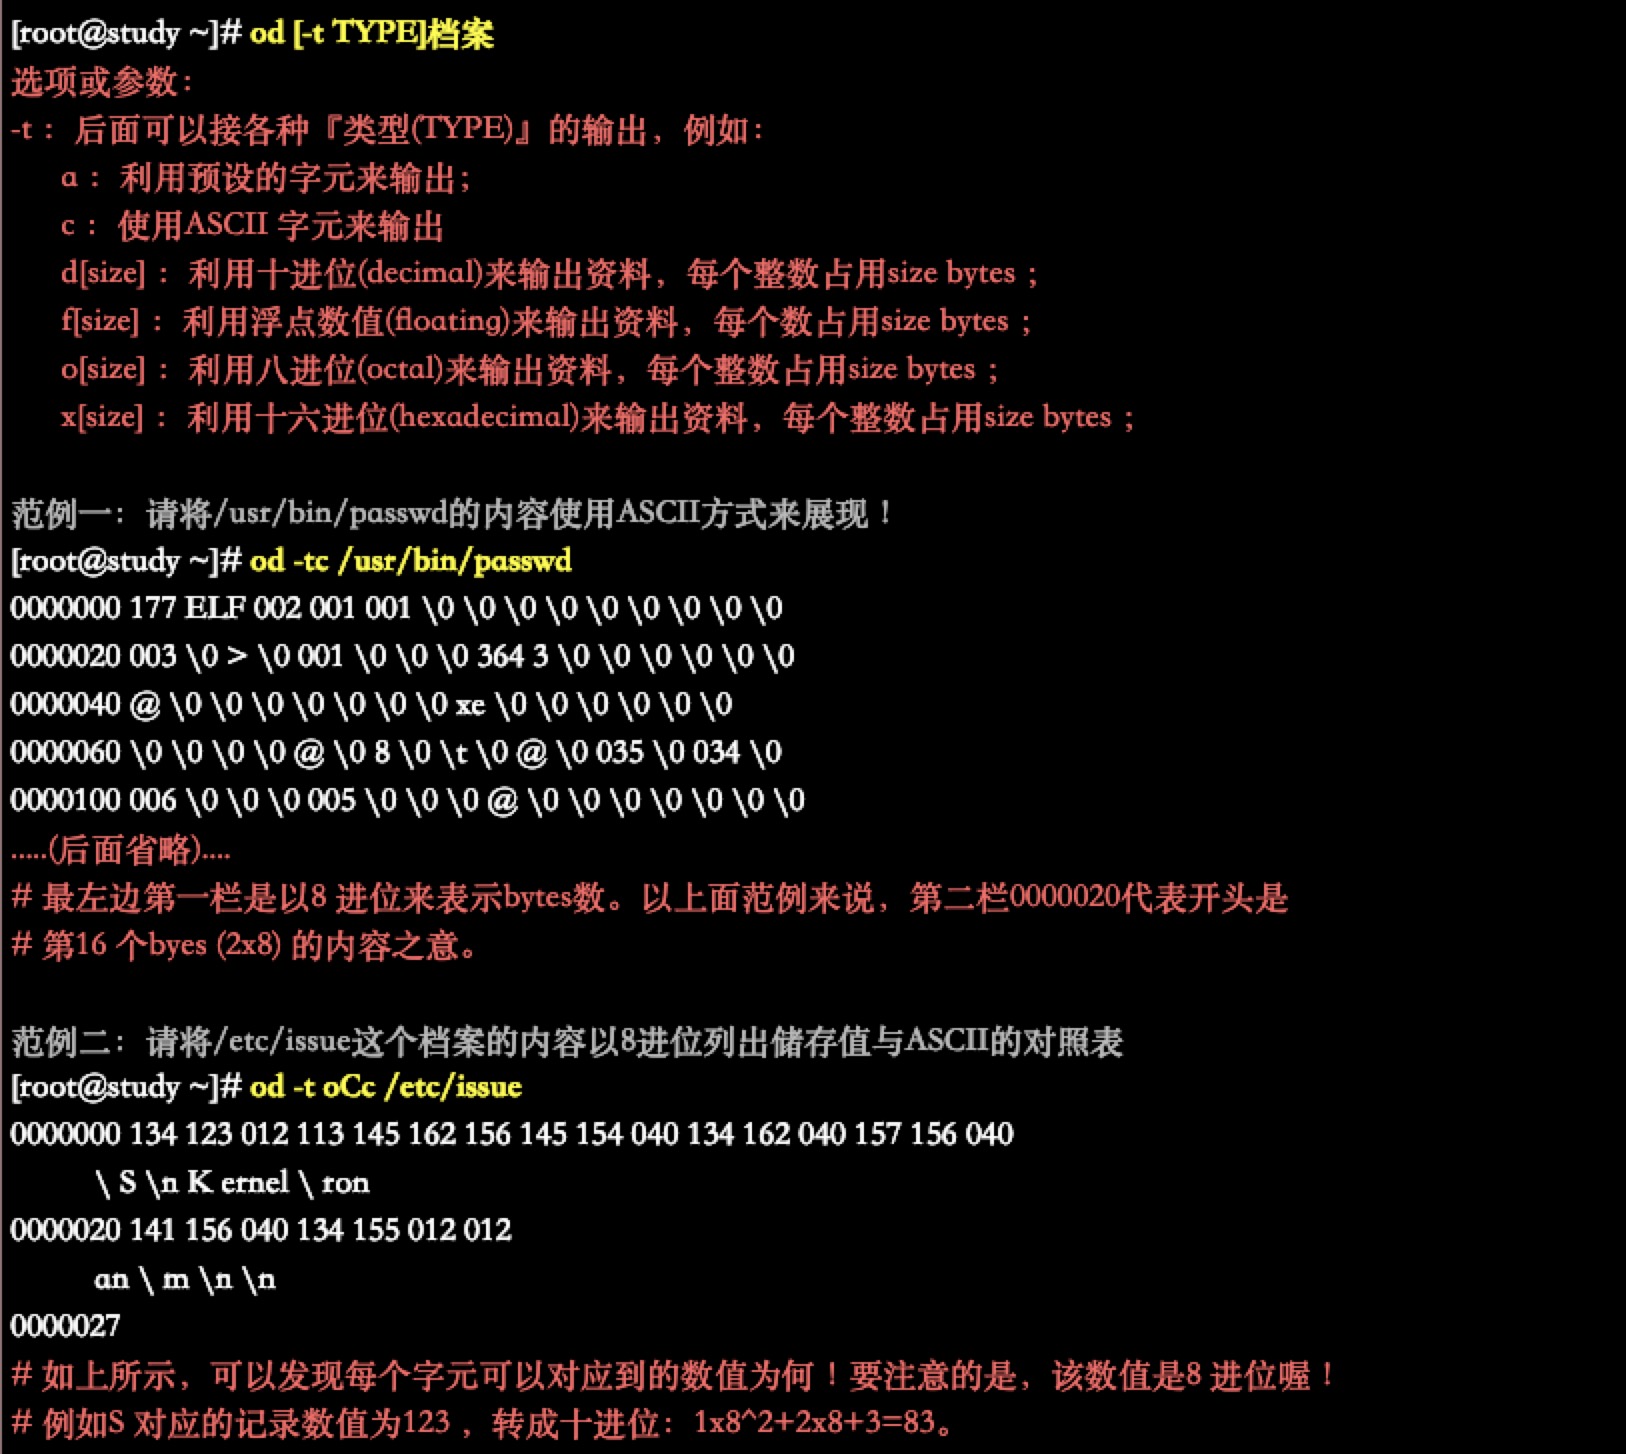 [root@study ~]# od [-t TYPE]档案
选项或参数：
-t ：后面可以接各种『类型(TYPE)』的输出，例如：
a ：利用预设的字元来输出；
c ：使用ASCII 字元来输出
d[size] ：利用十进位(decimal)来输出资料，每个整数占用size bytes ；
f[size] ：利用浮点数值(floating)来输出资料，每个数占用size bytes ；
o[size] ：利用八进位(octal)来输出资料，每个整数占用size bytes ；
x[size] ：利用十六进位(hexadecimal)来输出资料，每个整数占用size bytes ；
范例一：请将/usr/bin/passwd的内容使用ASCII方式来展现！
[root@study ~]# od -tc /usr/bin/passwd
0000000 177 ELF 002 001 001 \0 \0 \0 \0 \0 \0 \0 \0 \0
0000020 003 \0 > \0 001 \0 \0 \0 364 3 \0 \0 \0 \0 \0 \0
0000040 @ \0 \0 \0 \0 \0 \0 \0 xe \0 \0 \0 \0 \0 \0
0000060 \0 \0 \0 \0 @ \0 8 \0 \t \0 @ \0 035 \0 034 \0
0000100 006 \0 \0 \0 005 \0 \0 \0 @ \0 \0 \0 \0 \0 \0 \0
.....(后面省略)....
# 最左边第一栏是以8 进位来表示bytes数。以上面范例来说，第二栏0000020代表开头是
# 第16 个byes (2x8) 的内容之意。
范例二：请将/etc/issue这个档案的内容以8进位列出储存值与ASCII的对照表
[root@study ~]# od -t oCc /etc/issue
0000000 134 123 012 113 145 162 156 145 154 040 134 162 040 157 156 040
\ S \n K ernel \ ron
0000020 141 156 040 134 155 012 012
an \ m \n \n
0000027
# 如上所示，可以发现每个字元可以对应到的数值为何！要注意的是，该数值是8 进位喔！
# 例如S 对应的记录数值为123 ，转成十进位：1x8^2+2x8+3=83。